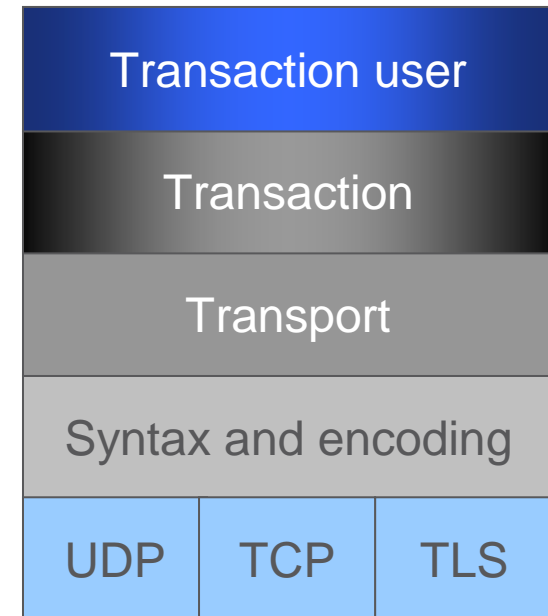 Transaction user
Transaction
Transport
Syntax and encoding
UDP TCP TLS